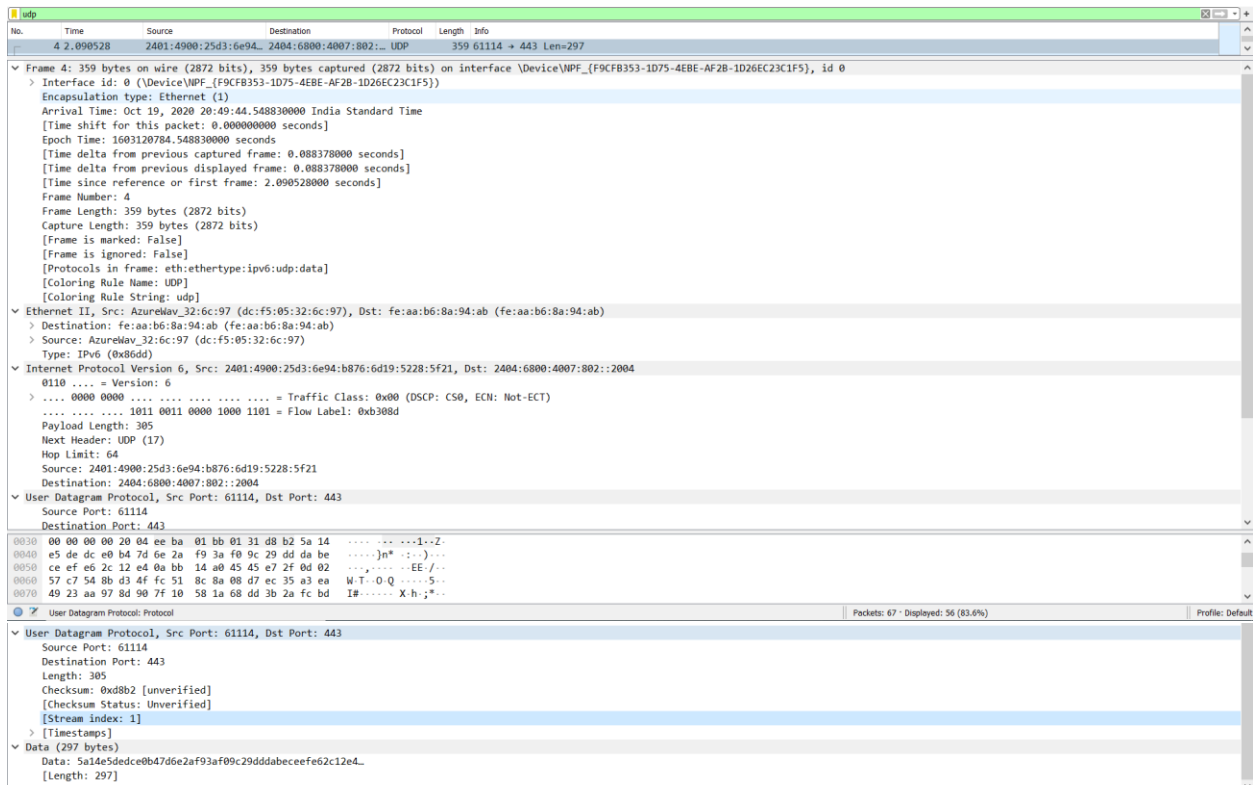 udp
No. Time Source Destination Protocol Length Info
4 2.090528 2401:4900:25d3:6e94… 2404:6800:4007:802:… UDP 359 61114 → 443 Len=297
Frame 4: 359 bytes on wire (2872 bits), 359 bytes captured (2872 bits) on interface \Device\NPF_{F9CFB353-1D75-4EBE-AF2B-1D26EC23C1F5}, id 0
Interface id: 0 (\Device\NPF_{F9CFB353-1D75-4EBE-AF2B-1D26EC23C1F5})
Encapsulation type: Ethernet (1)
Arrival Time: Oct 19, 2020 20:49:44.548830000 India Standard Time
[Time shift for this packet: 0.000000000 seconds]
Epoch Time: 1603120784.548830000 seconds
[Time delta from previous captured frame: 0.088378000 seconds]
[Time delta from previous displayed frame: 0.088378000 seconds]
[Time since reference or first frame: 2.090528000 seconds]
Frame Number: 4
Frame Length: 359 bytes (2872 bits)
Capture Length: 359 bytes (2872 bits)
[Frame is marked: False]
[Frame is ignored: False]
[Protocols in frame: eth:ethertype:ipv6:udp:data]
[Coloring Rule Name: UDP]
[Coloring Rule String: udp]
Ethernet II, Src: AzureWav_32:6c:97 (dc:f5:05:32:6c:97), Dst: fe:aa:b6:8a:94:ab (fe:aa:b6:8a:94:ab)
Destination: fe:aa:b6:8a:94:ab (fe:aa:b6:8a:94:ab)
Source: AzureWav_32:6c:97 (dc:f5:05:32:6c:97)
Type: IPv6 (0x86dd)
Internet Protocol Version 6, Src: 2401:4900:25d3:6e94:b876:6d19:5228:5f21, Dst: 2404:6800:4007:802::2004
0110 .... = Version: 6
.... 0000 0000 .... .... .... .... .... = Traffic Class: 0x00 (DSCP: CS0, ECN: Not-ECT)
.... .... .... 1011 0011 0000 1000 1101 = Flow Label: 0xb308d
Payload Length: 305
Next Header: UDP (17)
Hop Limit: 64
Source: 2401:4900:25d3:6e94:b876:6d19:5228:5f21
Destination: 2404:6800:4007:802::2004
User Datagram Protocol, Src Port: 61114, Dst Port: 443
Source Port: 61114
Destination Port: 443
0030 00 00 00 00 20 04 ee ba 01 bb 01 31 d8 b2 5a 14 .... ·· ·· ···1··Z·
0040 e5 de dc e0 b4 7d 6e 2a f9 3a f0 9c 29 dd da be ·····}n* ·:··)···
0050 ce ef e6 2c 12 e4 0a bb 14 a0 45 45 e7 2f 0d 02 ···,···· ··EE·/··
0060 57 c7 54 8b d3 4f fc 51 8c 8a 08 d7 ec 35 a3 ea W·T··O·Q ·····5··
0070 49 23 aa 97 8d 90 7f 10 58 1a 68 dd 3b 2a fc bd I#······ X·h·;*··
User Datagram Protocol: Protocol Packets: 67 · Displayed: 56 (83.6%) Profile: Default
User Datagram Protocol, Src Port: 61114, Dst Port: 443
Source Port: 61114
Destination Port: 443
Length: 305
Checksum: 0xd8b2 [unverified]
[Checksum Status: Unverified]
[Stream index: 1]
[Timestamps]
Data (297 bytes)
Data: 5a14e5dedce0b47d6e2af93af09c29dddabeceefe62c12e4…
[Length: 297]